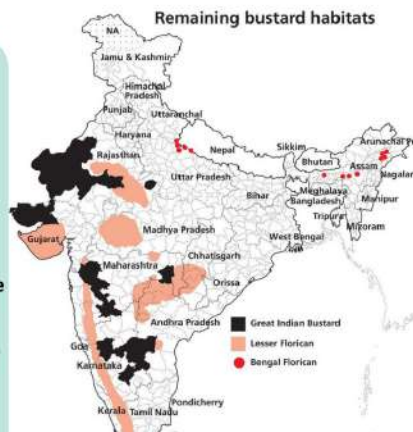 Remaining bustard habitats
NA
Jamu & Kashmir
Himachal
Pradesh
Punjab
Uttaranchal
Haryana
Rajasthan
Nepal
Sikkim
Arunachal
Bhutan
Assam
Nagalan
Uttar Pradesh
Meghalaya
Bangladesh
Manipur
Bihar
Tripura
Mizoram
Gujarat
Madhya Pradesh
West Bengal
Chhatisgarh
Maharashtra
Orissa
Andhra Pradesh
Great Indian Bustard
Lesser Florican
Bengal Florican
Goa
Karnataka
Pondicherry
Kerala
Tamil Nadu